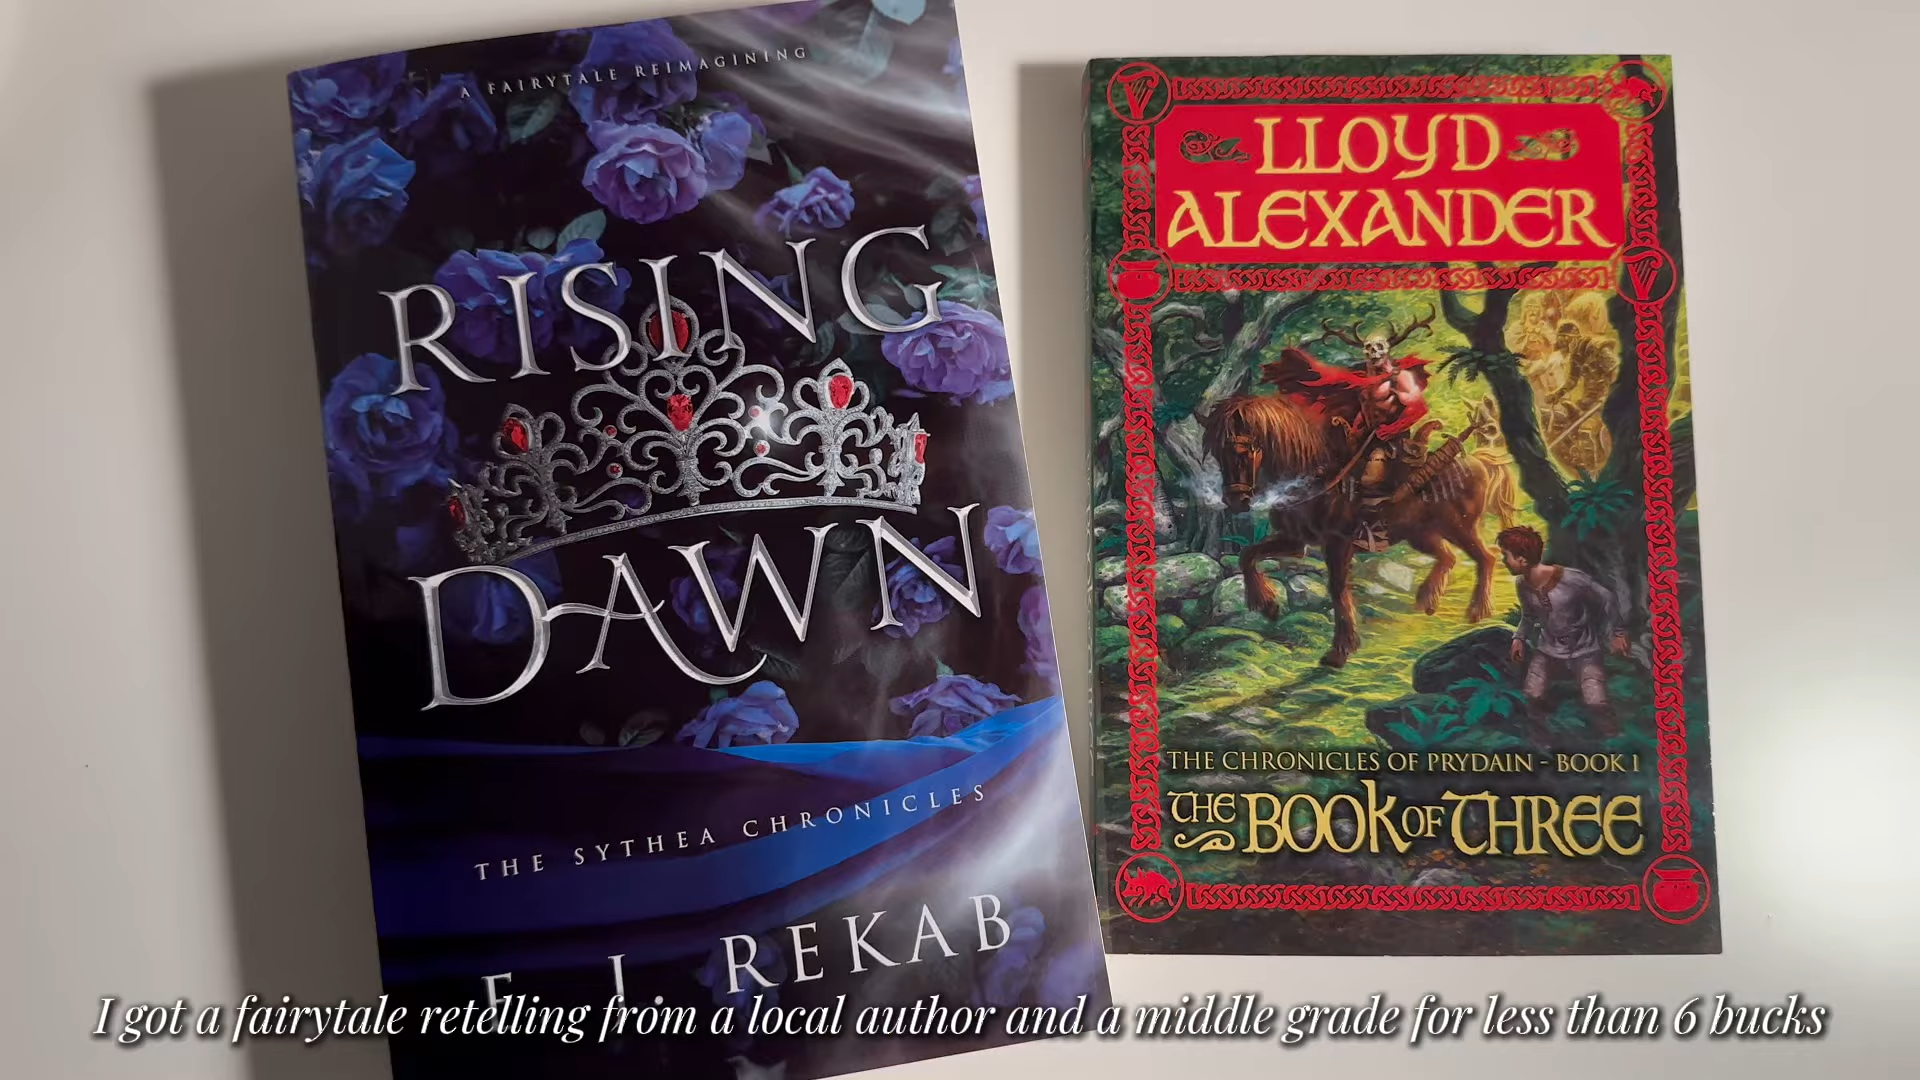 A FAIRYTALE REIMAGINING
RISING
DAWN
THE SYTHEA CHRONICLES
REKAB
LLOYD
ALEXANDER
THE CHRONICLES OF PRYDAIN - BOOK 1
THE BOOK OF THREE
I got a fairytale retelling from a local author and a middle grade for less than 6 bucks